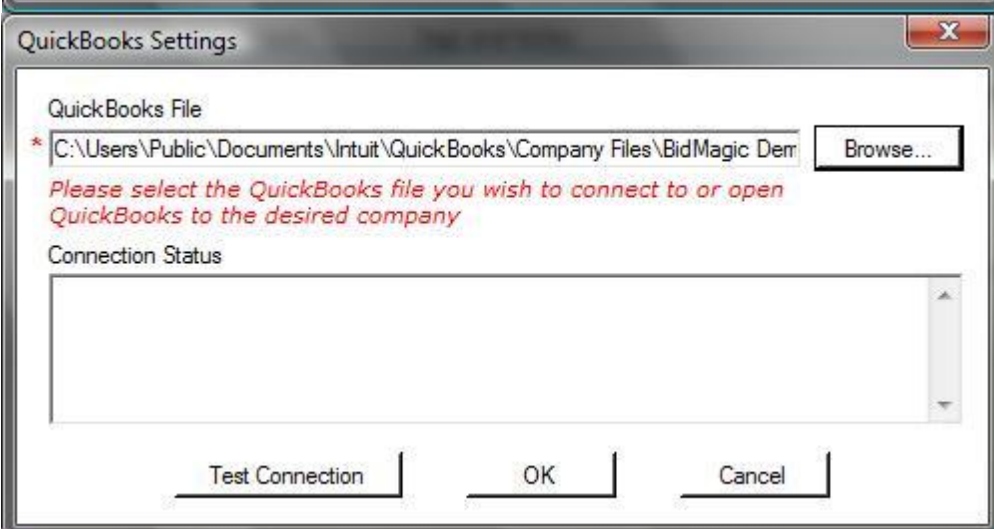 QuickBooks Settings
QuickBooks File
* C:\Users\Public\Documents\Intuit\QuickBooks\Company Files\BidMagic Dem
Browse...
Please select the QuickBooks file you wish to connect to or open
QuickBooks to the desired company
Connection Status
Test Connection
OK
Cancel